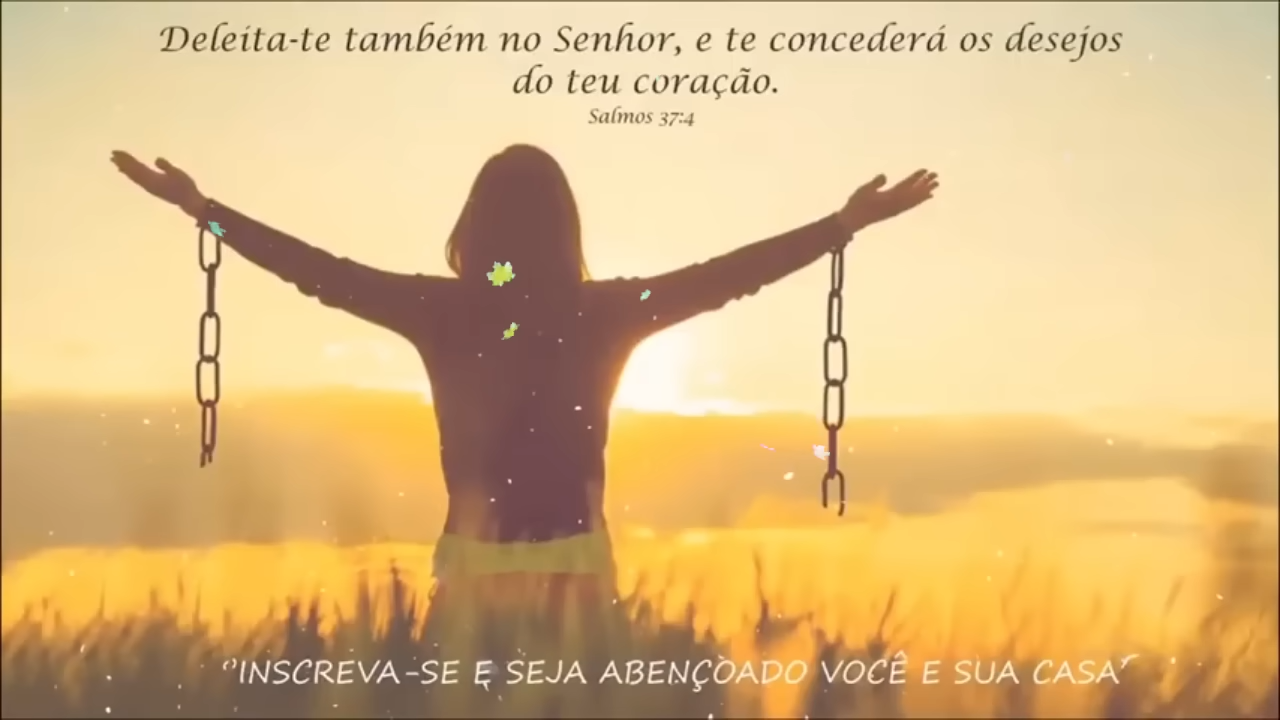 Deleita-te também no Senhor, e te concederá os desejos
do teu coração.
Salmos 37:4
"INSCREVA-SE E SEJA ABENÇOADO VOCÊ E SUA CASA"